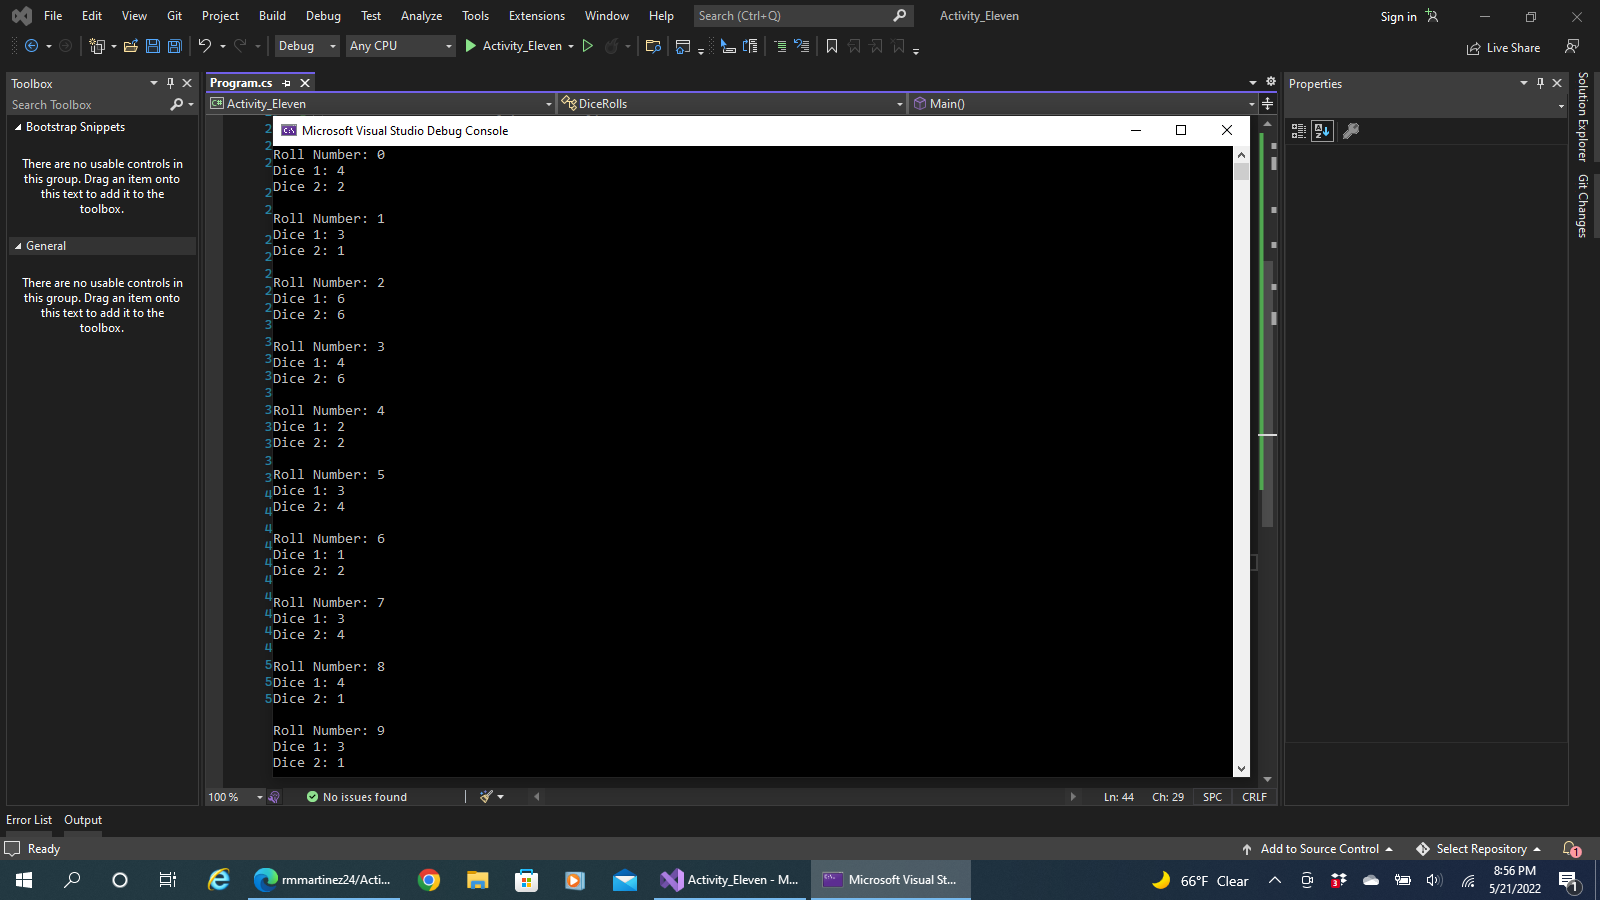 File Edit View Git Project Build Debug Test Analyze Tools Extensions Window Help Search (Ctrl+Q) Activity_Eleven Sign in
Debug Any CPU Activity_Eleven Live Share
Toolbox
Search Toolbox
Bootstrap Snippets
There are no usable controls in
this group. Drag an item onto
this text to add it to the
toolbox.
General
There are no usable controls in
this group. Drag an item onto
this text to add it to the
toolbox.
Program.cs
C# Activity_Eleven DiceRolls Main()
Microsoft Visual Studio Debug Console
Roll Number: 0
Dice 1: 4
Dice 2: 2
Roll Number: 1
Dice 1: 3
Dice 2: 1
Roll Number: 2
Dice 1: 6
Dice 2: 6
Roll Number: 3
Dice 1: 4
Dice 2: 6
Roll Number: 4
Dice 1: 2
Dice 2: 2
Roll Number: 5
Dice 1: 3
Dice 2: 4
Roll Number: 6
Dice 1: 1
Dice 2: 2
Roll Number: 7
Dice 1: 3
Dice 2: 4
Roll Number: 8
Dice 1: 4
Dice 2: 1
Roll Number: 9
Dice 1: 3
Dice 2: 1
100 % No issues found Ln: 44 Ch: 29 SPC CRLF
Properties
Solution Explorer
Git Changes
Error List Output
Ready Add to Source Control Select Repository 1
rmmartinez24/Acti... Activity_Eleven - M... Microsoft Visual St... 66°F Clear 3 8:56 PM
5/21/2022 1